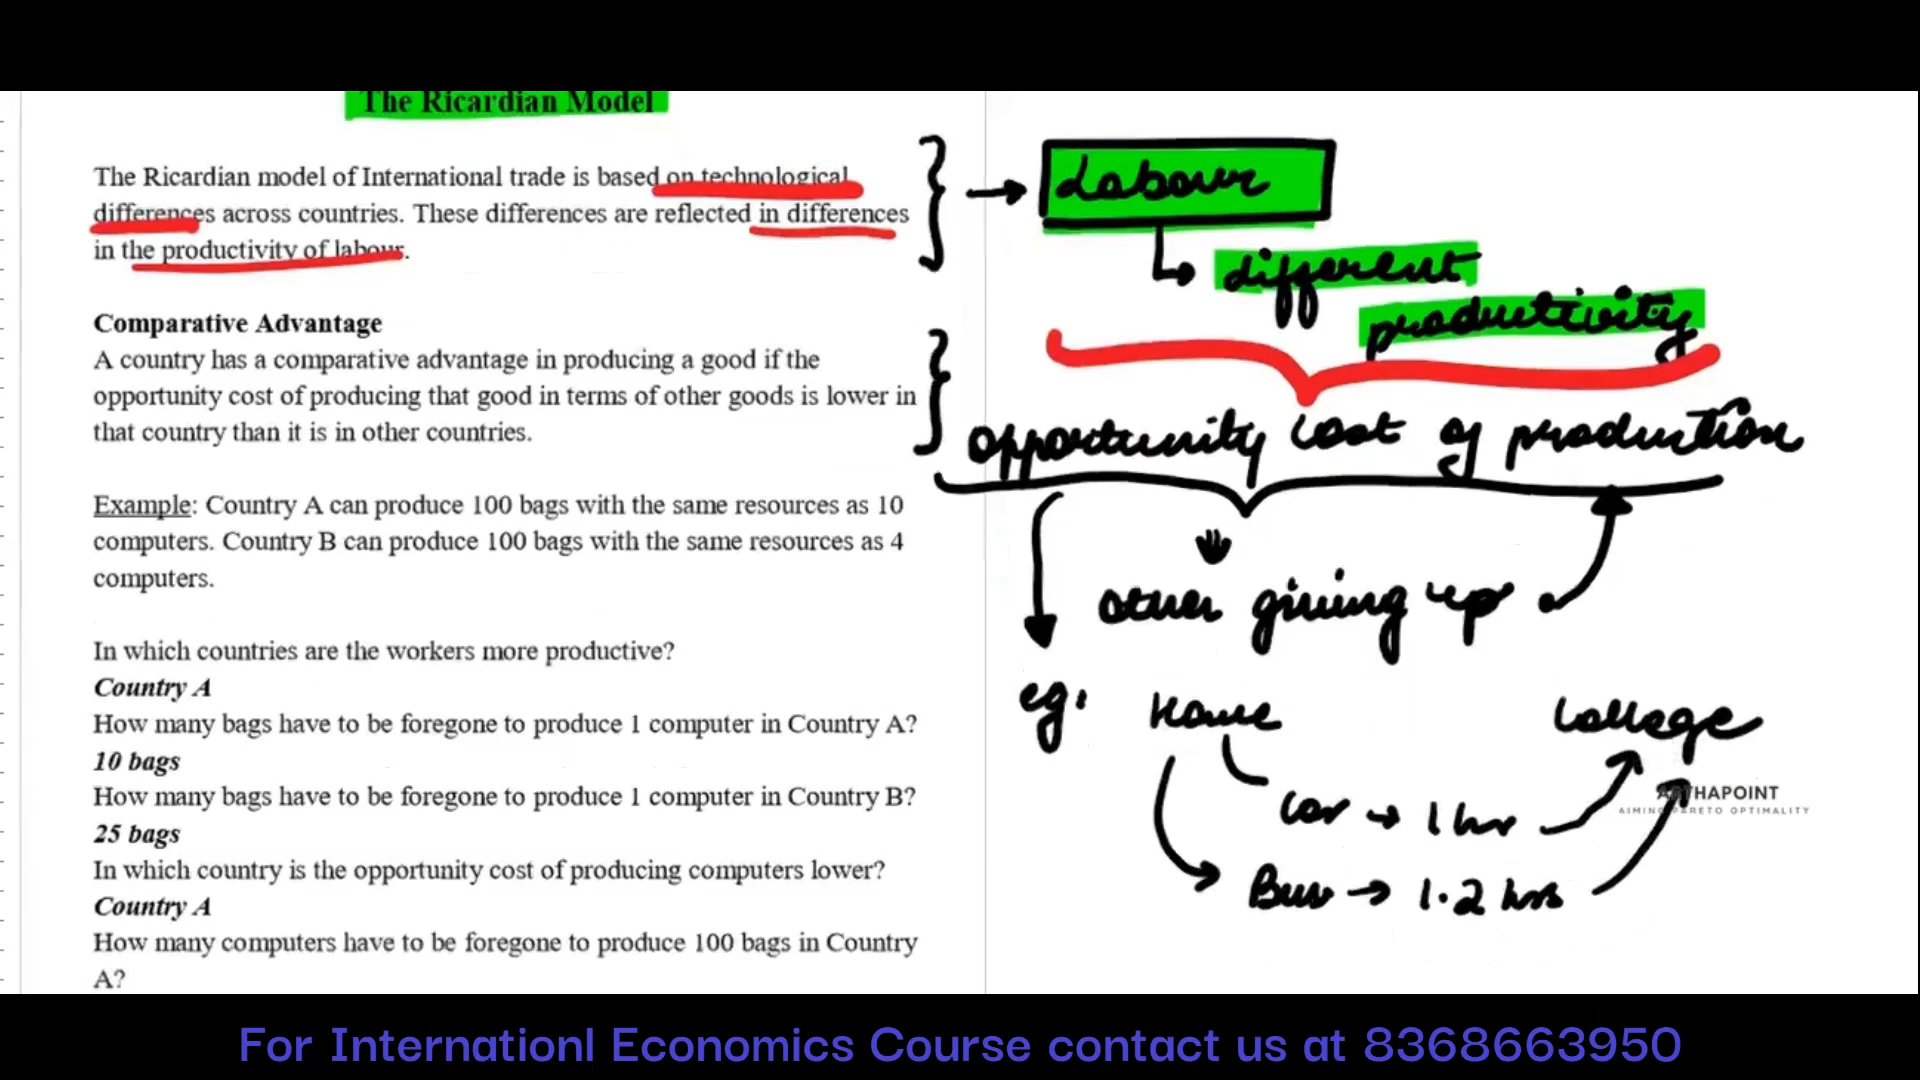 The Ricardian Model
The Ricardian model of International trade is based on technological
differences across countries. These differences are reflected in differences
in the productivity of labour.
Comparative Advantage
A country has a comparative advantage in producing a good if the
opportunity cost of producing that good in terms of other goods is lower in
that country than it is in other countries.
Example: Country A can produce 100 bags with the same resources as 10
computers. Country B can produce 100 bags with the same resources as 4
computers.
In which countries are the workers more productive?
Country A
How many bags have to be foregone to produce 1 computer in Country A?
10 bags
How many bags have to be foregone to produce 1 computer in Country B?
25 bags
In which country is the opportunity cost of producing computers lower?
Country A
How many computers have to be foregone to produce 100 bags in Country
A?
Labour
different
productivity
opportunity cost of production
giving up
eg.
Home
College
Car → 1 hr
Bus → 1.2 hrs
ARTHAPOINT
AIMING PARETO OPTIMALITY
For Internationl Economics Course contact us at 8368663950